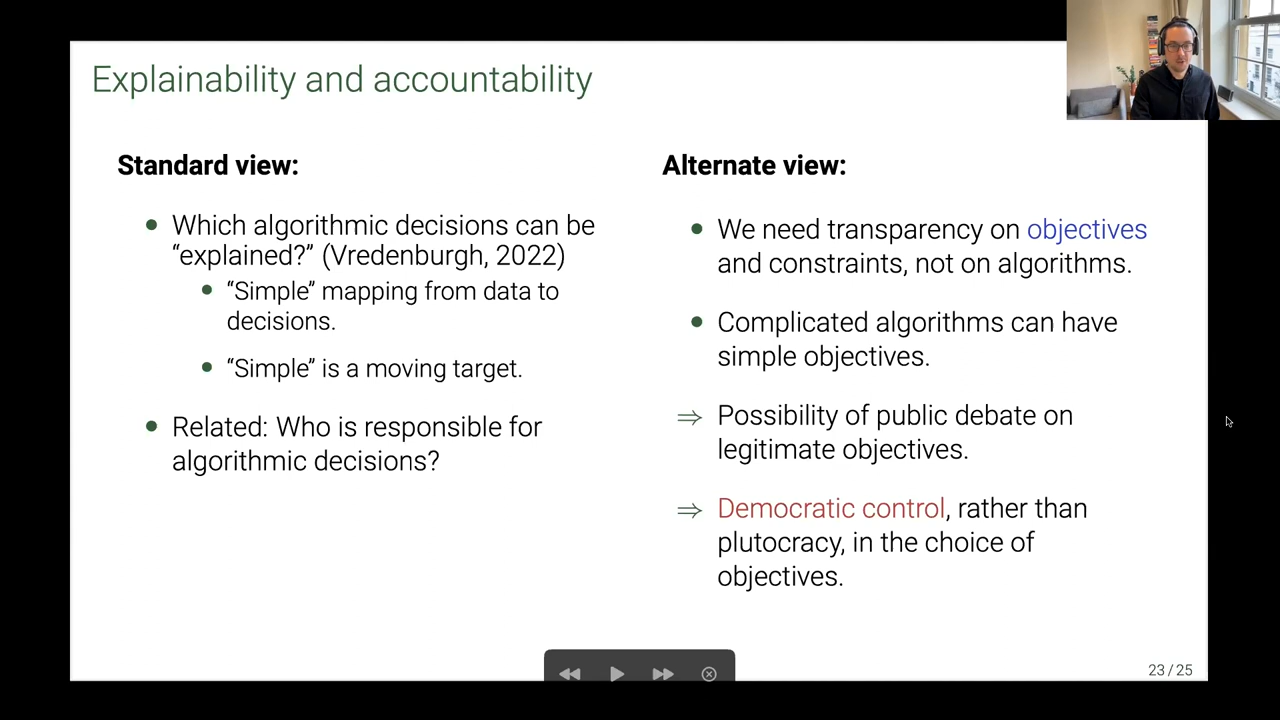 Explainability and accountability
Standard view:
Which algorithmic decisions can be
“explained?” (Vredenburgh, 2022)
“Simple” mapping from data to
decisions.
“Simple” is a moving target.
Related: Who is responsible for
algorithmic decisions?
Alternate view:
We need transparency on objectives
and constraints, not on algorithms.
Complicated algorithms can have
simple objectives.
⇒ Possibility of public debate on
legitimate objectives.
⇒ Democratic control, rather than
plutocracy, in the choice of
objectives.
23 / 25